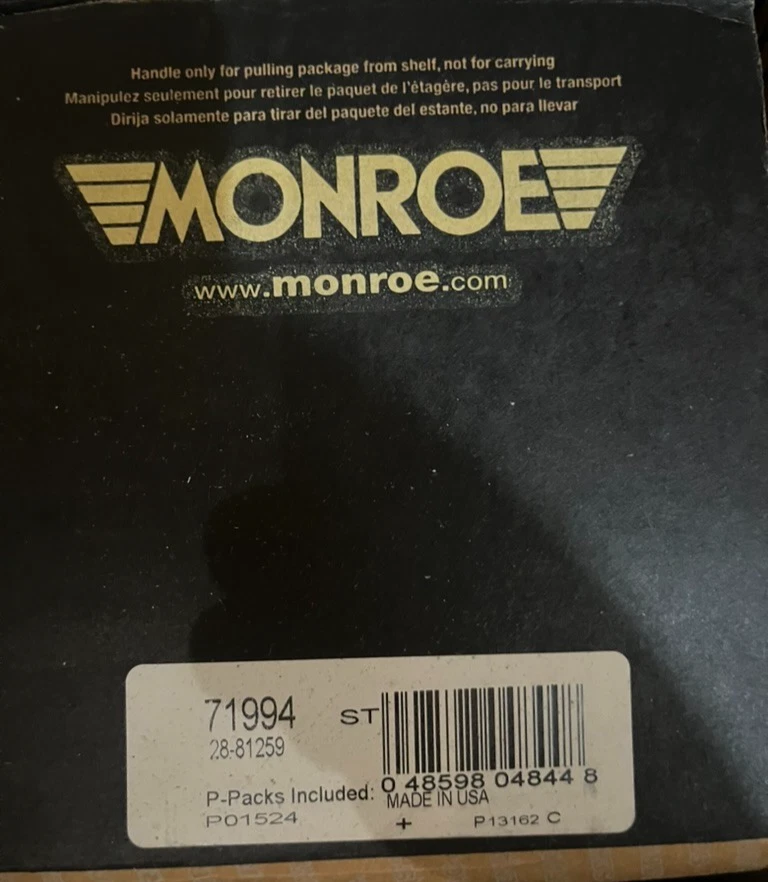 Handle only for pulling package from shelf, not for carrying
Manipulez seulement pour retirer le paquet de l'étagère, pas pour le transport
Dirija solamente para tirar del paquete del estante, no para llevar
MONROE
www.monroe.com
71994 ST
28-81259
0 48598 04844 8
P-Packs Included: MADE IN USA
P01524 + P13162 C